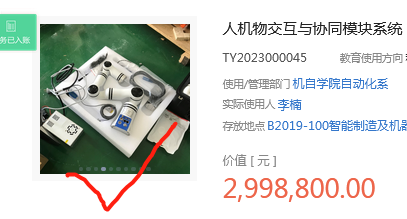 务已入账
人机物交互与协同模块系统
TY2023000045
教育使用方向
使用/管理部门 机自学院自动化系
实际使用人 李楠
存放地点 B2019-100智能制造及机器
价值 [ 元 ]
2,998,800.00